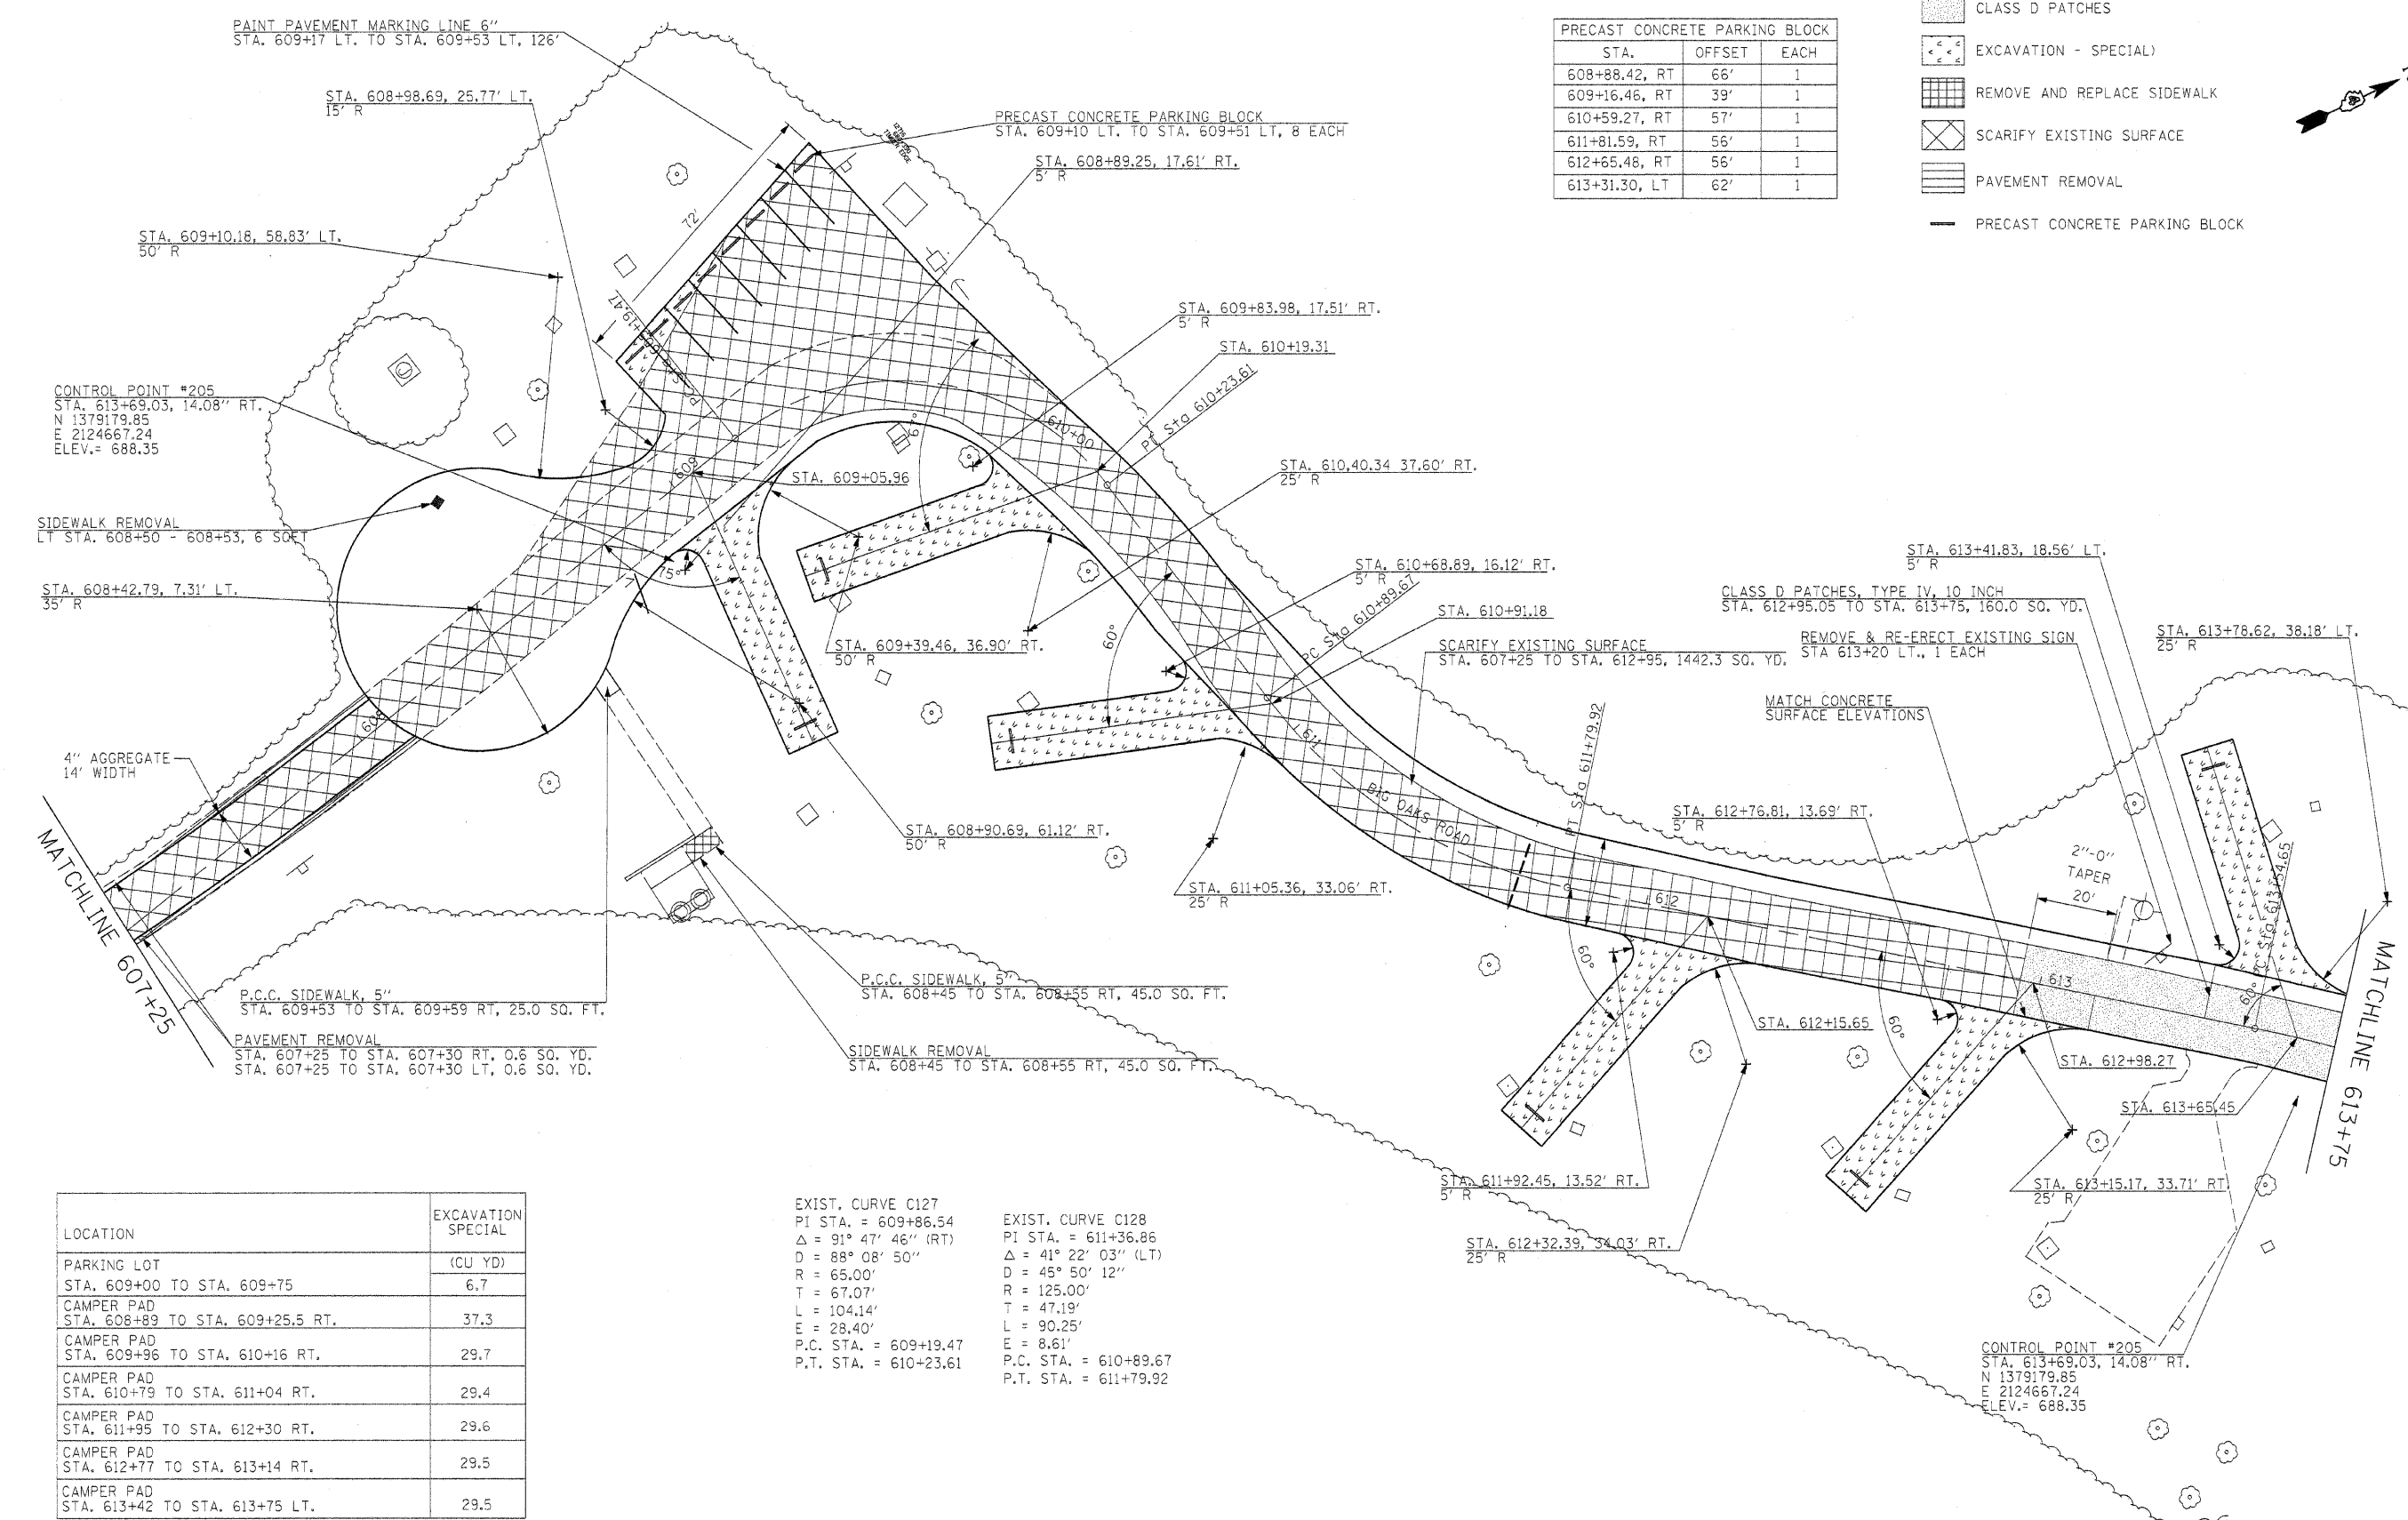 PAINT PAVEMENT MARKING LINE 6''
STA. 609+17 LT. TO STA. 609+53 LT, 126'
STA. 608+98.69, 25.77' LT.
15' R
PRECAST CONCRETE PARKING BLOCK
STA. 609+10 LT. TO STA. 609+51 LT, 8 EACH
STA. 608+89.25, 17.61' RT.
5' R
72'
STA. 609+10.18, 58.83' LT.
50' R
STA. 609+83.98, 17.51' RT.
5' R
STA. 610+19.31
PC Sta 609+19.47
Sta 610+23.61
CONTROL POINT #205
STA. 613+69.03, 14.08'' RT.
N 1379179.85
E 2124667.24
ELEV.= 688.35
609
610+00
STA. 609+05.96
STA. 610,40.34 37.60' RT.
25' R
SIDEWALK REMOVAL
LT STA. 608+50 - 608+53, 6 SQFT
75°
STA. 608+42.79, 7.31' LT.
35' R
STA. 609+39.46, 36.90' RT.
50' R
60°
STA. 610+68.89, 16.12' RT.
5' R
PC Sta 610+89.67
STA. 610+91.18
SCARIFY EXISTING SURFACE
STA. 607+25 TO STA. 612+95, 1442.3 SQ. YD.
STA. 613+41.83, 18.56' LT.
5' R
CLASS D PATCHES, TYPE IV, 10 INCH
STA. 612+95.05 TO STA. 613+75, 160.0 SQ. YD.
REMOVE & RE-ERECT EXISTING SIGN
STA 613+20 LT., 1 EACH
STA. 613+78.62, 38.18' LT.
25' R
MATCH CONCRETE
SURFACE ELEVATIONS
608
4'' AGGREGATE
14' WIDTH
MATCHLINE 607+25
611
BIG OAKS ROAD
PT Sta 611+79.92
STA. 608+90.69, 61.12' RT.
50' R
STA. 611+05.36, 33.06' RT.
25' R
STA. 612+76.81, 13.69' RT.
5' R
2''-0''
TAPER
20'
612
613
60°
60°
60°
MATCHLINE 613+75
P.C.C. SIDEWALK, 5''
STA. 609+53 TO STA. 609+59 RT, 25.0 SQ. FT.
P.C.C. SIDEWALK, 5''
STA. 608+45 TO STA. 608+55 RT, 45.0 SQ. FT.
PAVEMENT REMOVAL
STA. 607+25 TO STA. 607+30 RT, 0.6 SQ. YD.
STA. 607+25 TO STA. 607+30 LT, 0.6 SQ. YD.
SIDEWALK REMOVAL
STA. 608+45 TO STA. 608+55 RT, 45.0 SQ. FT.
STA. 612+15.65
STA. 612+98.27
STA. 613+65.45
STA. 611+92.45, 13.52' RT.
5' R
STA. 613+15.17, 33.71' RT.
25' R
STA. 612+32.39, 34.03' RT.
25' R
CONTROL POINT #205
STA. 613+69.03, 14.08'' RT.
N 1379179.85
E 2124667.24
ELEV.= 688.35
PRECAST CONCRETE PARKING BLOCK
STA. OFFSET EACH
608+88.42, RT 66' 1
609+16.46, RT 39' 1
610+59.27, RT 57' 1
611+81.59, RT 56' 1
612+65.48, RT 56' 1
613+31.30, LT 62' 1
CLASS D PATCHES
EXCAVATION - SPECIAL)
REMOVE AND REPLACE SIDEWALK
SCARIFY EXISTING SURFACE
PAVEMENT REMOVAL
PRECAST CONCRETE PARKING BLOCK
LOCATION EXCAVATION
SPECIAL
PARKING LOT (CU YD)
STA. 609+00 TO STA. 609+75 6.7
CAMPER PAD
STA. 608+89 TO STA. 609+25.5 RT. 37.3
CAMPER PAD
STA. 609+96 TO STA. 610+16 RT. 29.7
CAMPER PAD
STA. 610+79 TO STA. 611+04 RT. 29.4
CAMPER PAD
STA. 611+95 TO STA. 612+30 RT. 29.6
CAMPER PAD
STA. 612+77 TO STA. 613+14 RT. 29.5
CAMPER PAD
STA. 613+42 TO STA. 613+75 LT. 29.5
EXIST. CURVE C127
PI STA. = 609+86.54
Δ = 91° 47' 46'' (RT)
D = 88° 08' 50''
R = 65.00'
T = 67.07'
L = 104.14'
E = 28.40'
P.C. STA. = 609+19.47
P.T. STA. = 610+23.61
EXIST. CURVE C128
PI STA. = 611+36.86
Δ = 41° 22' 03'' (LT)
D = 45° 50' 12''
R = 125.00'
T = 47.19'
L = 90.25'
E = 8.61'
P.C. STA. = 610+89.67
P.T. STA. = 611+79.92